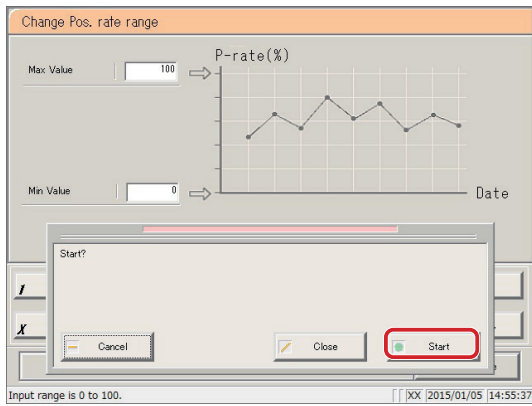 Change Pos. rate range
P-rate(%)
Max Value 100
Min Value 0
Date
Start?
1
X
Cancel Close Start
Input range is 0 to 100. XX 2015/01/05 14:55:37